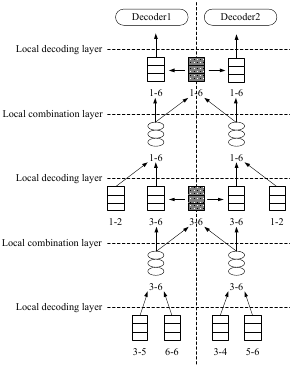 Decoder1 Decoder2
Local decoding layer
1-6 1-6 1-6
Local combination layer
1-6 1-6
Local decoding layer
1-2 3-6 3-6 3-6 1-2
Local combination layer
3-6 3-6
Local decoding layer
3-5 6-6 3-4 5-6